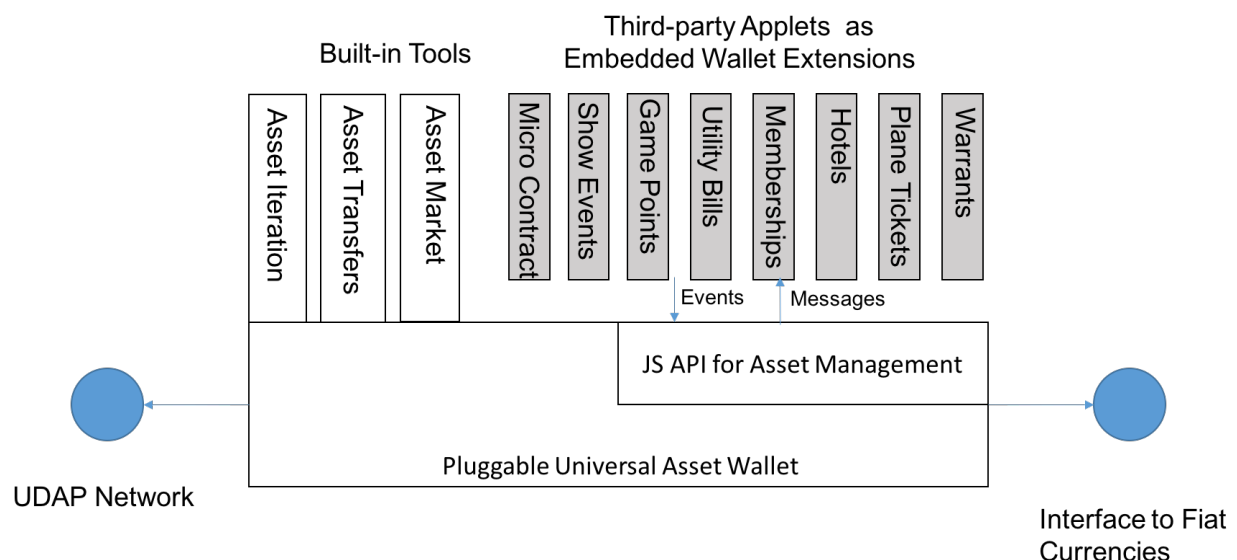 Third-party Applets as
Embedded Wallet Extensions
Built-in Tools
Asset Iteration
Asset Transfers
Asset Market
Micro Contract
Show Events
Game Points
Utility Bills
Memberships
Hotels
Plane Tickets
Warrants
Events
Messages
JS API for Asset Management
Pluggable Universal Asset Wallet
UDAP Network
Interface to Fiat
Currencies